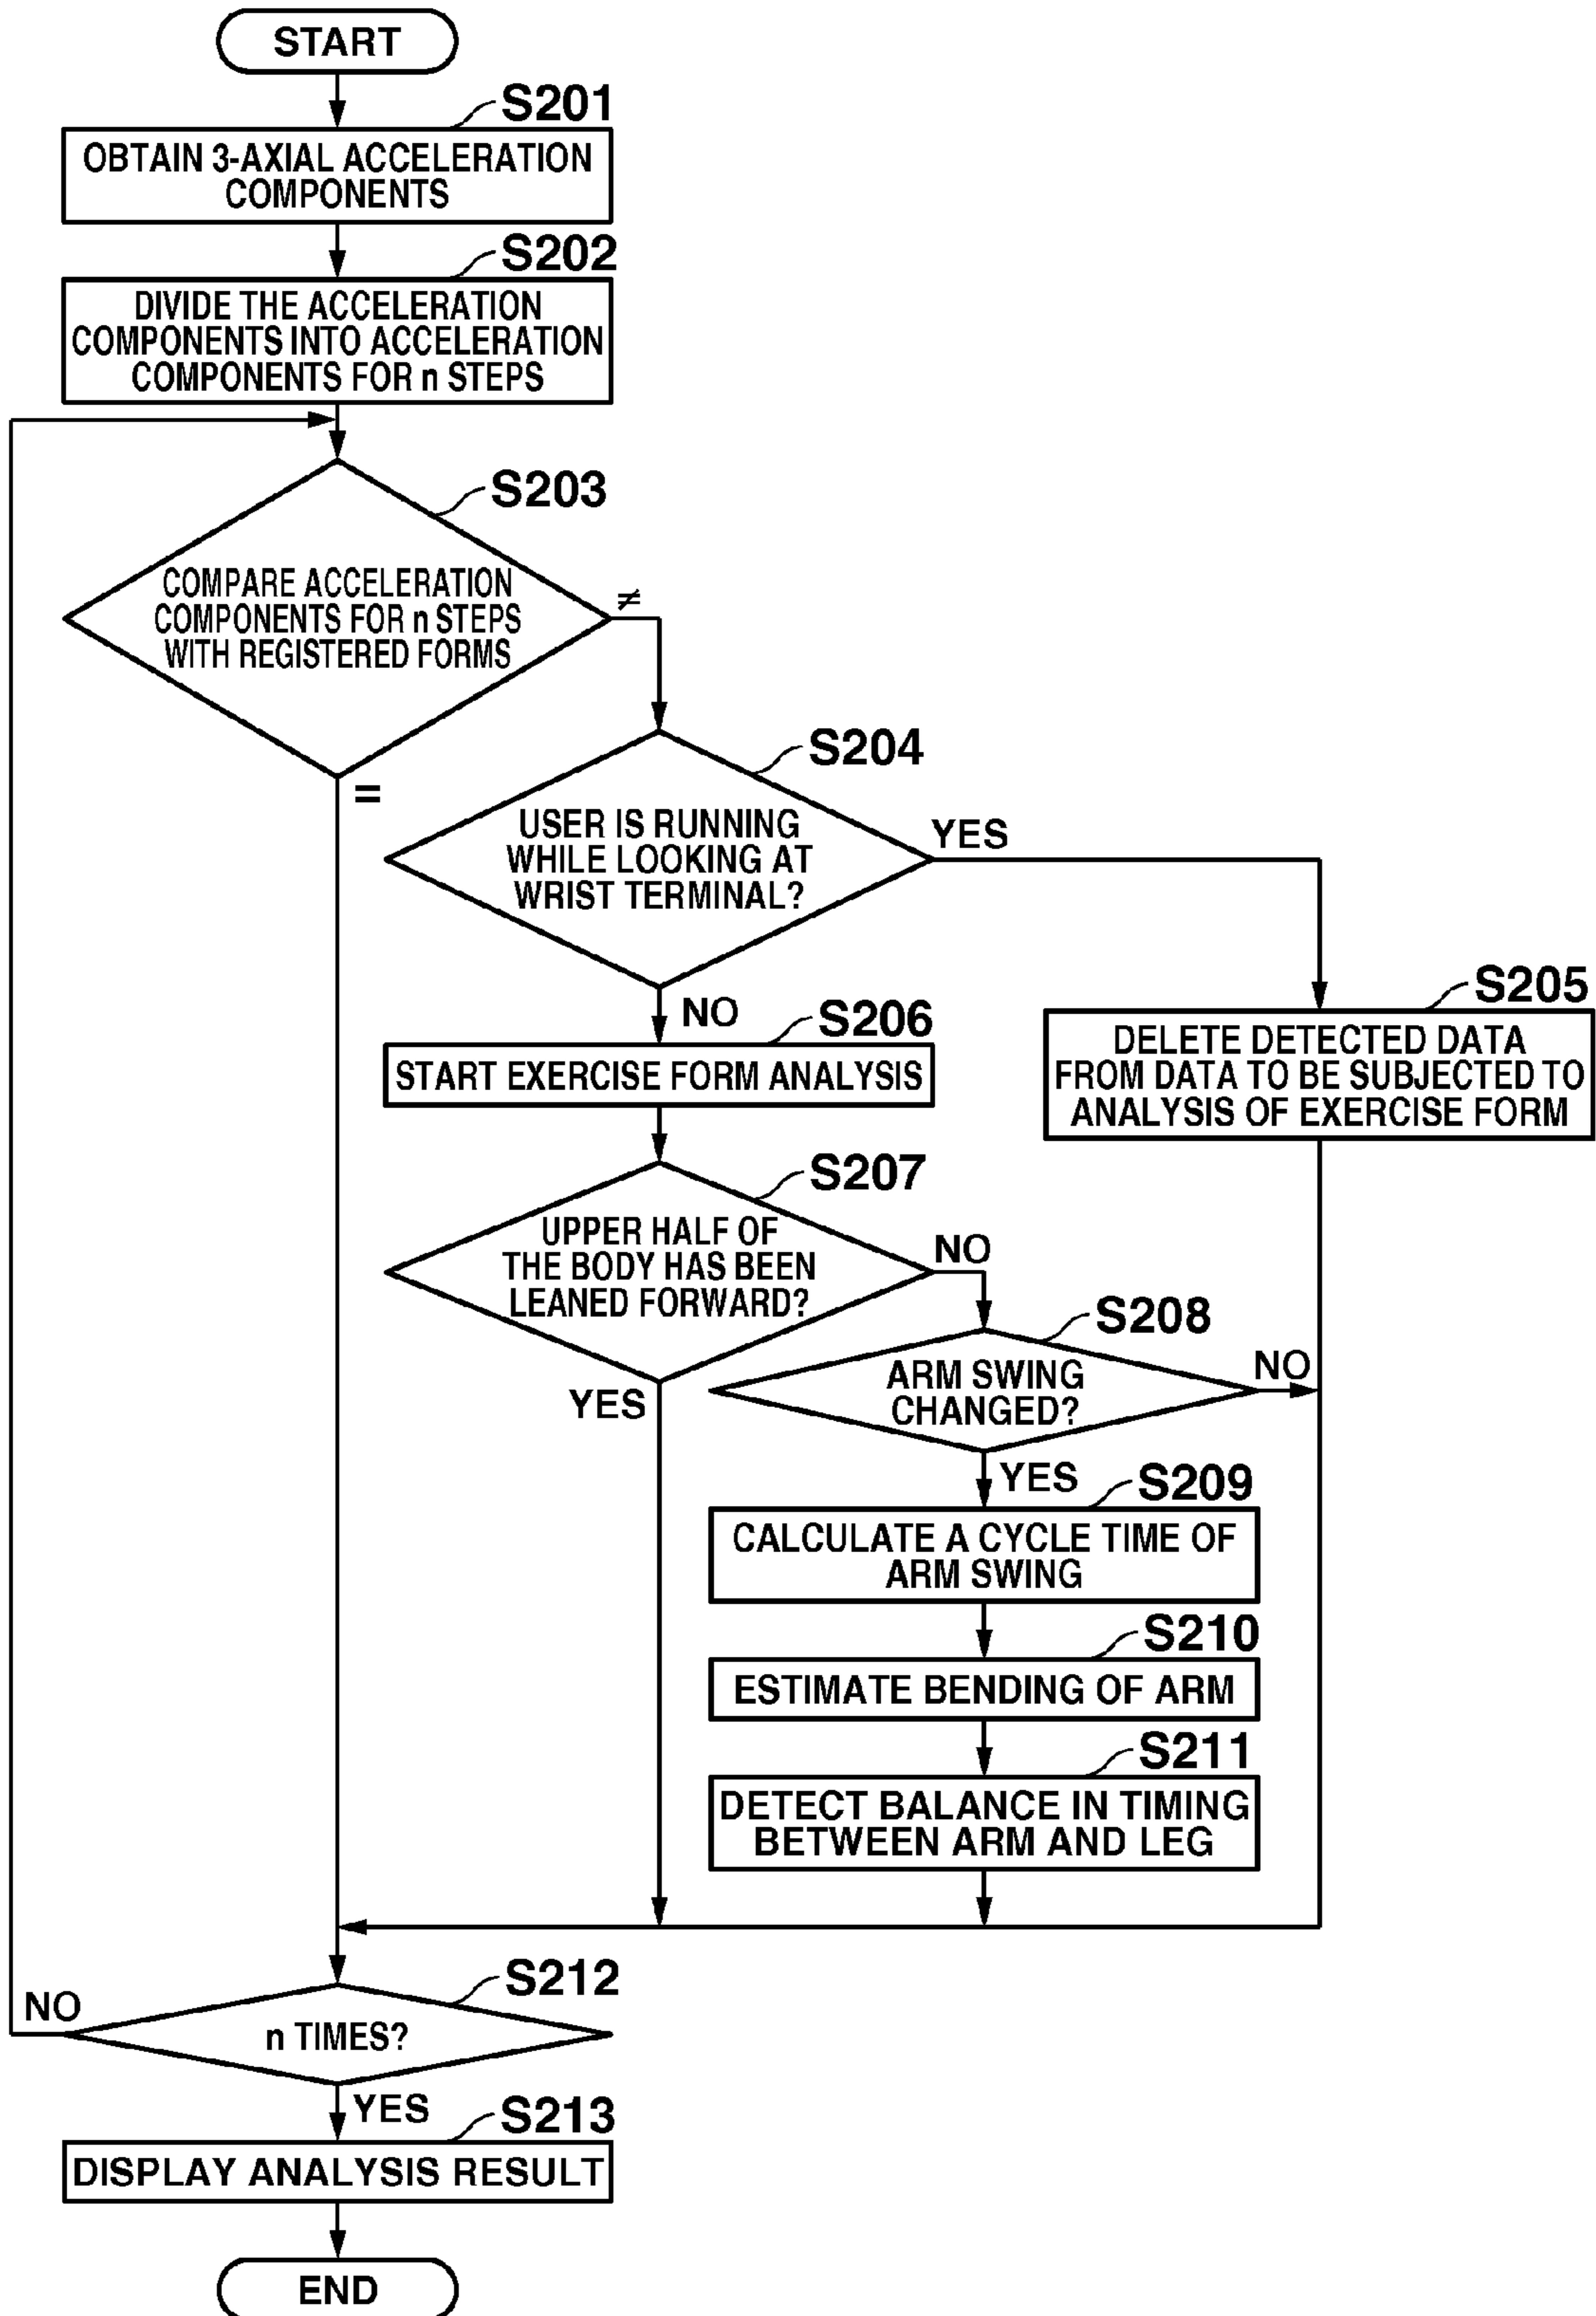 START
S201
OBTAIN 3-AXIAL ACCELERATION
COMPONENTS
S202
DIVIDE THE ACCELERATION
COMPONENTS INTO ACCELERATION
COMPONENTS FOR n STEPS
S203
COMPARE ACCELERATION
COMPONENTS FOR n STEPS
WITH REGISTERED FORMS
≠
=
S204
USER IS RUNNING
WHILE LOOKING AT
WRIST TERMINAL?
YES
NO
S205
DELETE DETECTED DATA
FROM DATA TO BE SUBJECTED TO
ANALYSIS OF EXERCISE FORM
S206
START EXERCISE FORM ANALYSIS
S207
UPPER HALF OF
THE BODY HAS BEEN
LEANED FORWARD?
NO
YES
S208
ARM SWING
CHANGED?
NO
YES
S209
CALCULATE A CYCLE TIME OF
ARM SWING
S210
ESTIMATE BENDING OF ARM
S211
DETECT BALANCE IN TIMING
BETWEEN ARM AND LEG
S212
n TIMES?
NO
YES
S213
DISPLAY ANALYSIS RESULT
END